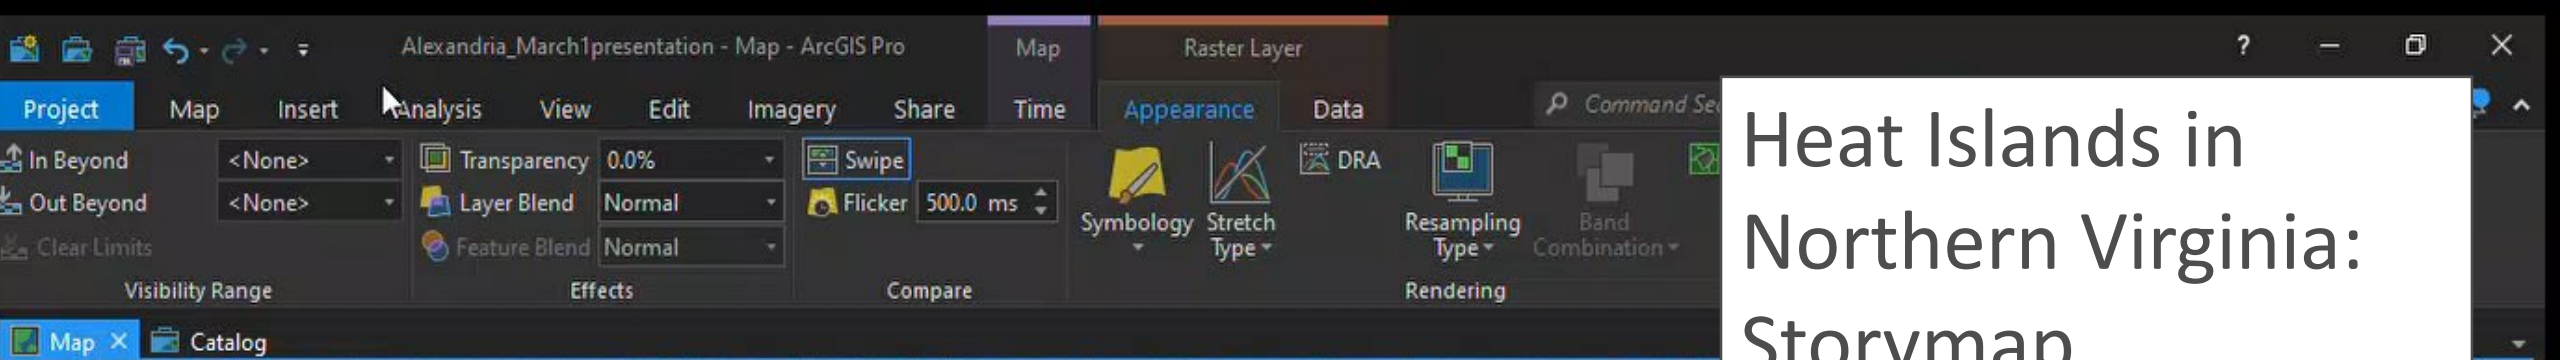 Alexandria_March1presentation - Map - ArcGIS Pro
Map
Raster Layer
?
Project
Map
Insert
Analysis
View
Edit
Imagery
Share
Time
Appearance
Data
Command
In Beyond
<None>
Out Beyond
<None>
Clear Limits
Visibility Range
Transparency 0.0%
Layer Blend Normal
Feature Blend Normal
Effects
Swipe
Flicker 500.0 ms
Compare
Symbology
Stretch
Type
DRA
Resampling
Type
Band
Combination
Rendering
Heat Islands in
Northern Virginia:
Storymap
Map
Catalog